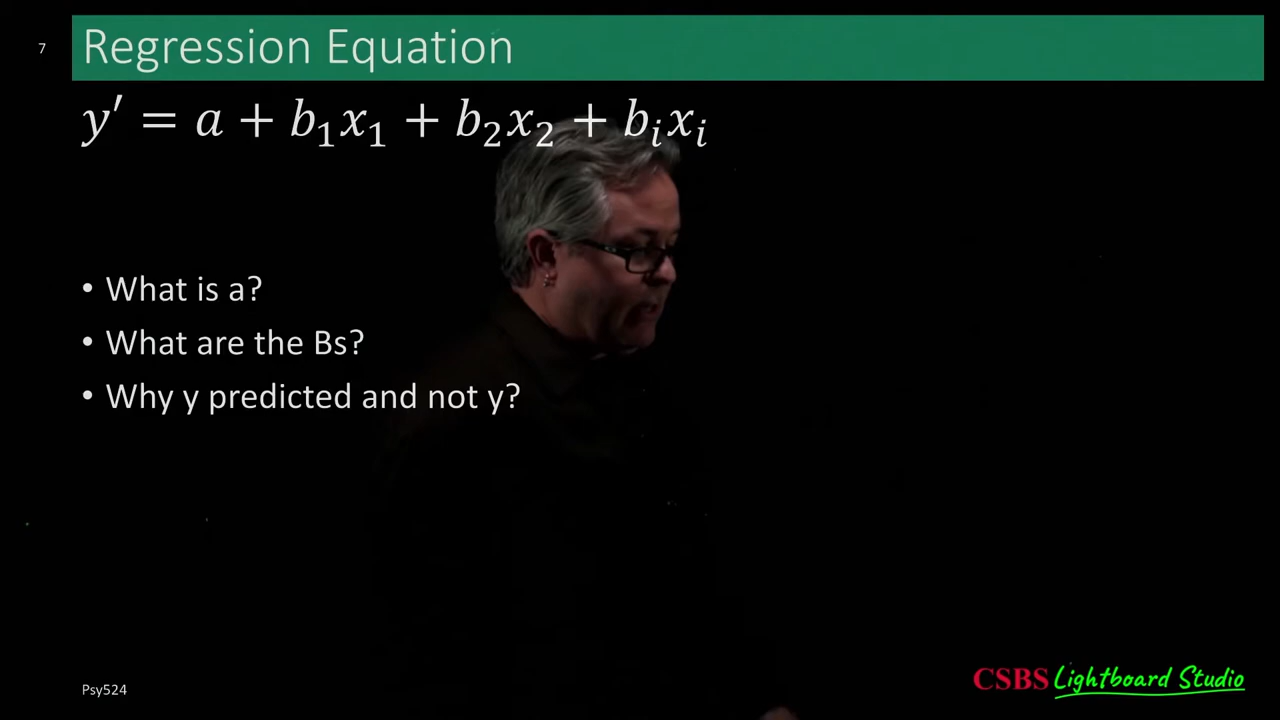 7
Regression Equation
y′ = a + b₁x₁ + b₂x₂ + bᵢxᵢ
• What is a?
• What are the Bs?
• Why y predicted and not y?
Psy524
CSBS Lightboard Studio